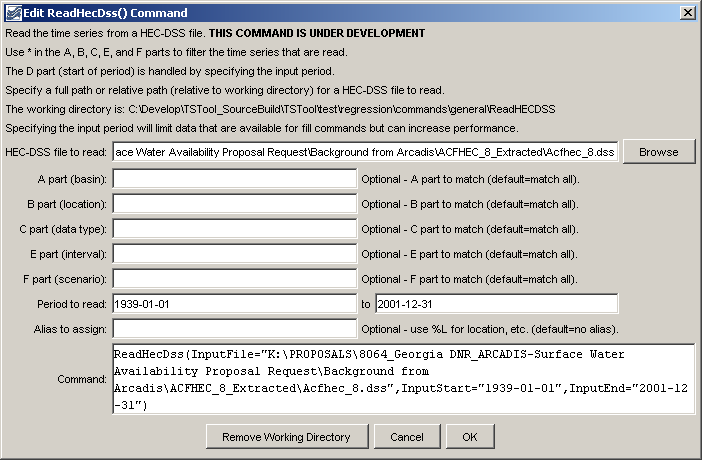 Edit ReadHecDss() Command
Read the time series from a HEC-DSS file. THIS COMMAND IS UNDER DEVELOPMENT
Use * in the A, B, C, E, and F parts to filter the time series that are read.
The D part (start of period) is handled by specifying the input period.
Specify a full path or relative path (relative to working directory) for a HEC-DSS file to read.
The working directory is: C:\Develop\TSTool_SourceBuild\TSTool\test\regression\commands\general\ReadHECDSS
Specifying the input period will limit data that are available for fill commands but can increase performance.
HEC-DSS file to read: ace Water Availability Proposal Request\Background from Arcadis\ACFHEC_8_Extracted\Acfhec_8.dss Browse
A part (basin): Optional - A part to match (default=match all).
B part (location): Optional - B part to match (default=match all).
C part (data type): Optional - C part to match (default=match all).
E part (interval): Optional - E part to match (default=match all).
F part (scenario): Optional - F part to match (default=match all).
Period to read: 1939-01-01 to 2001-12-31
Alias to assign: Optional - use %L for location, etc. (default=no alias).
Command: ReadHecDss(InputFile="K:\PROPOSALS\8064_Georgia DNR_ARCADIS-Surface Water
Availability Proposal Request\Background from
Arcadis\ACFHEC_8_Extracted\Acfhec_8.dss",InputStart="1939-01-01",InputEnd="2001-12
-31")
Remove Working Directory Cancel OK